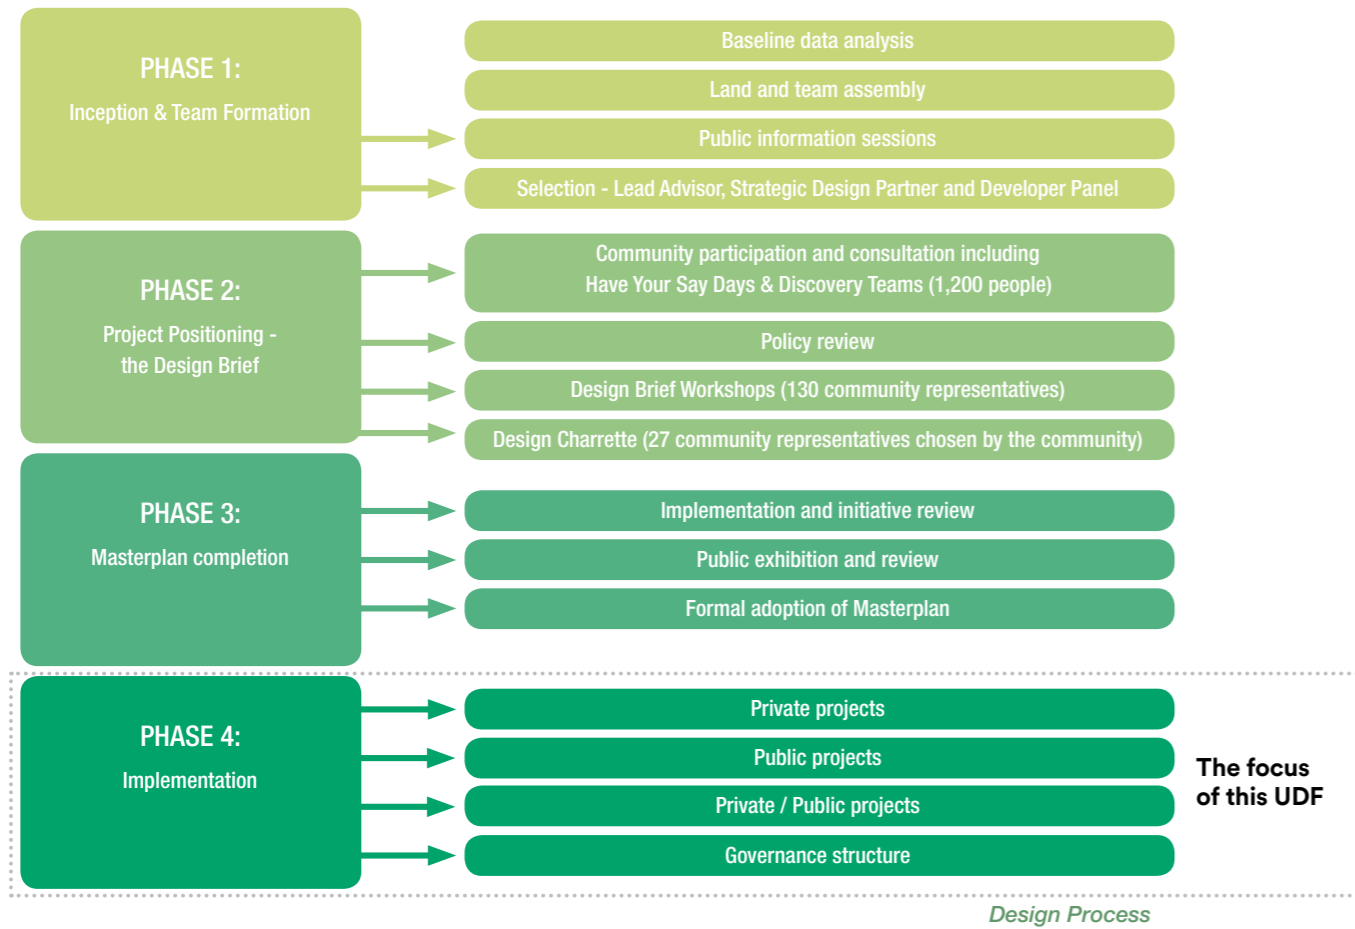 PHASE 1:
Inception & Team Formation
Baseline data analysis
Land and team assembly
Public information sessions
Selection - Lead Advisor, Strategic Design Partner and Developer Panel
PHASE 2:
Project Positioning -
the Design Brief
Community participation and consultation including
Have Your Say Days & Discovery Teams (1,200 people)
Policy review
Design Brief Workshops (130 community representatives)
Design Charrette (27 community representatives chosen by the community)
PHASE 3:
Masterplan completion
Implementation and initiative review
Public exhibition and review
Formal adoption of Masterplan
PHASE 4:
Implementation
Private projects
Public projects
Private / Public projects
Governance structure
The focus
of this UDF
Design Process